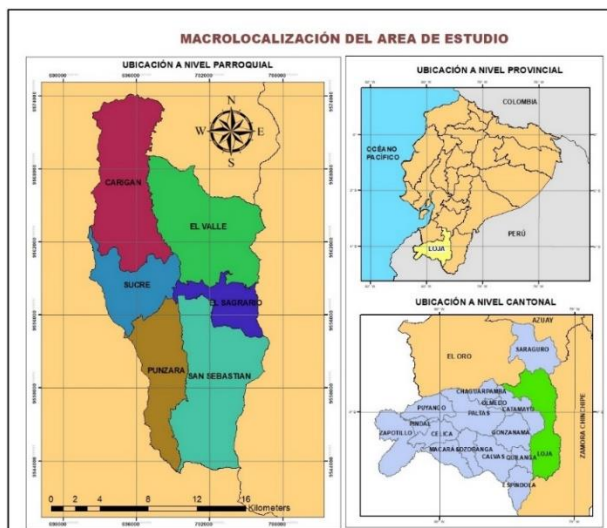 MACROLOCALIZACIÓN DEL AREA DE ESTUDIO
UBICACIÓN A NIVEL PARROQUIAL
N
W E
S
CARIGAN
EL VALLE
SUCRE
EL SAGRARIO
PUNZARA
SAN SEBASTIAN
0 2 4 8 12 16
Kilometers
UBICACIÓN A NIVEL PROVINCIAL
COLOMBIA
OCÉANO
PACÍFICO
PERÚ
LOJA
UBICACIÓN A NIVEL CANTONAL
AZUAY
SARAGURO
EL ORO
CHAGUARPAMBA
OLMEDO
PUYANGO
PALTAS
CATAMAYO
PINDAL
ZAPOTILLO
CELICA
GONZANAMA
MACARA
SOZORANGA
CALVAS
QUILANGA
LOJA
ESPINDOLA
ZAMORA CHINCHIPE